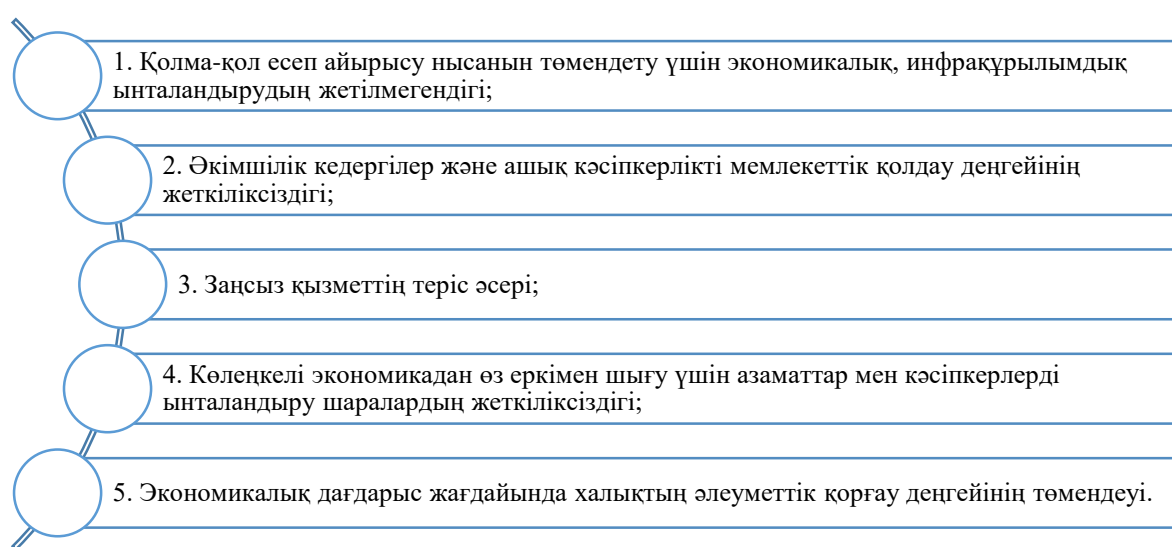 1. Қолма-қол есеп айырысу нысанын төмендету үшін экономикалық, инфрақұрылымдық
ынталандырудың жетілмегендігі;
2. Әкімшілік кедергілер және ашық кәсіпкерлікті мемлекеттік қолдау деңгейінің
жеткіліксіздігі;
3. Заңсыз қызметтің теріс әсері;
4. Көлеңкелі экономикадан өз еркімен шығу үшін азаматтар мен кәсіпкерлерді
ынталандыру шаралардың жеткіліксіздігі;
5. Экономикалық дағдарыс жағдайында халықтың әлеуметтік қорғау деңгейінің төмендеуі.